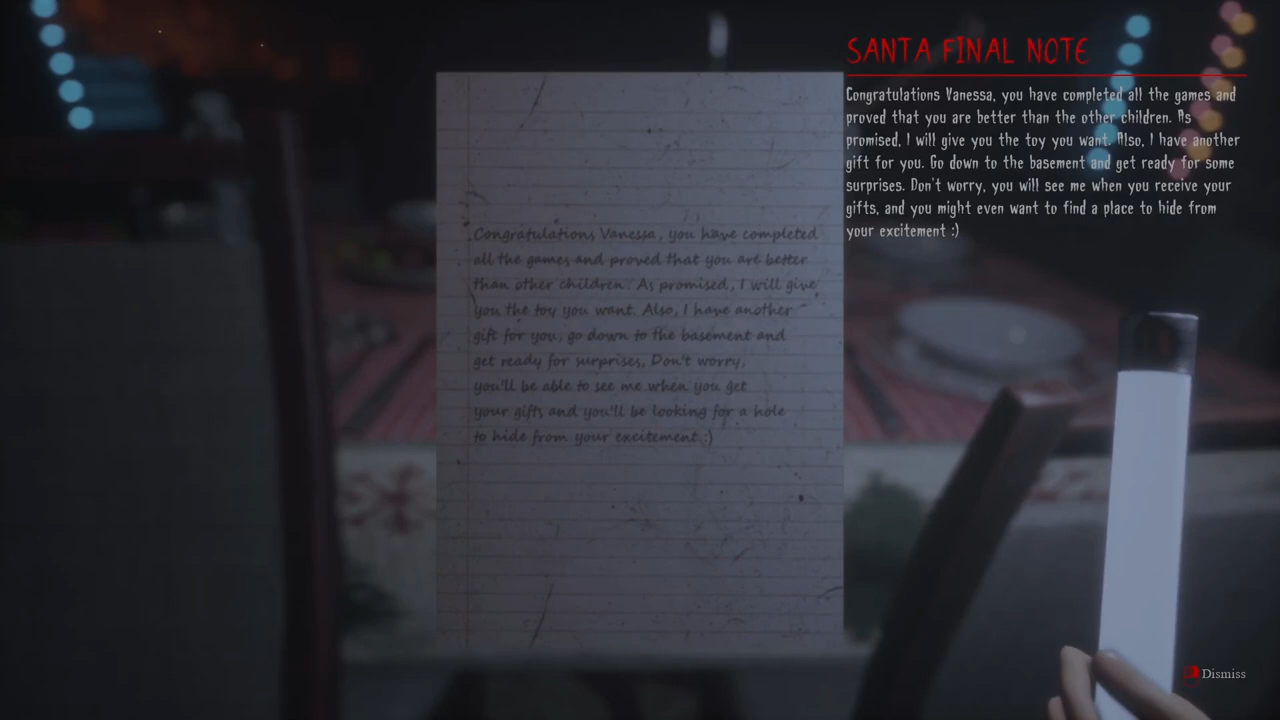 SANTA FINAL NOTE
Congratulations Vanessa, you have completed all the games and
proved that you are better than the other children. As
promised, I will give you the toy you want. Also, I have another
gift for you. Go down to the basement and get ready for some
surprises. Don't worry, you will see me when you receive your
gifts, and you might even want to find a place to hide from
your excitement :)
Congratulations Vanessa, you have completed
all the games and proved that you are better
than other children. As promised, I will give
you the toy you want. Also, I have another
gift for you, go down to the basement and
get ready for surprises, Don't worry,
you'll be able to see me when you get
your gifts and you'll be looking for a hole
to hide from your excitement :)
Dismiss